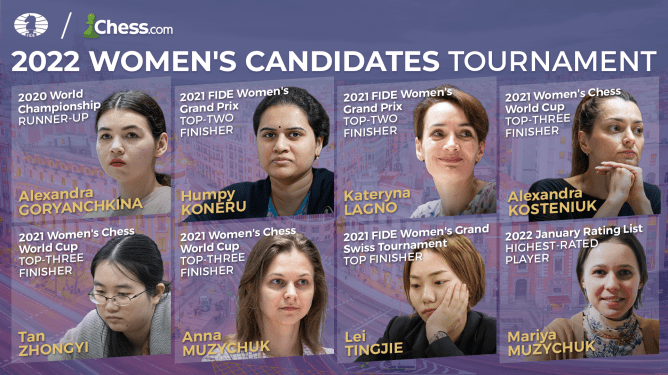 FIDE
Chess.com
2022 WOMEN'S CANDIDATES TOURNAMENT
2020 World
Championship
RUNNER-UP
Alexandra
GORYANCHKINA
2021 FIDE Women's
Grand Prix
TOP-TWO
FINISHER
Humpy
KONERU
2021 FIDE Women's
Grand Prix
TOP-TWO
FINISHER
Kateryna
LAGNO
2021 Women's Chess
World Cup
TOP-THREE
FINISHER
Alexandra
KOSTENIUK
2021 Women's Chess
World Cup
TOP-THREE
FINISHER
Tan
ZHONGYI
2021 Women's Chess
World Cup
TOP-THREE
FINISHER
Anna
MUZYCHUK
2021 FIDE Women's Grand
Swiss Tournament
TOP FINISHER
Lei
TINGJIE
2022 January Rating List
HIGHEST-RATED
PLAYER
Mariya
MUZYCHUK